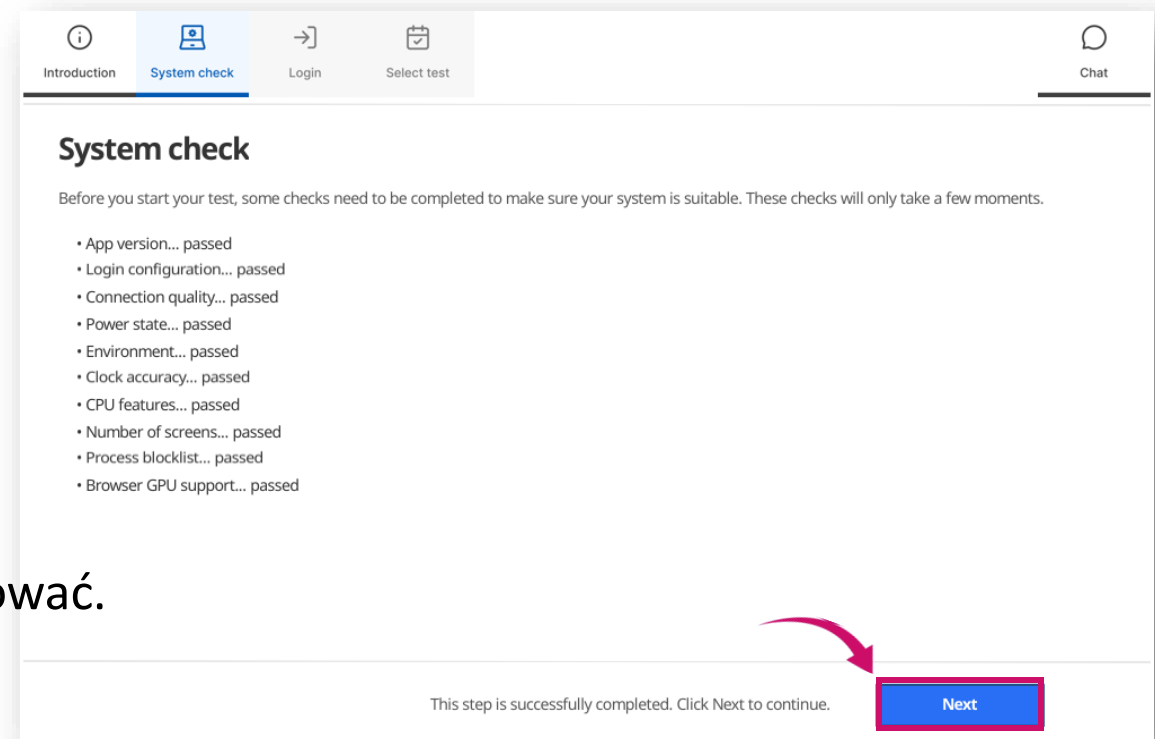 Introduction
System check
Login
Select test
Chat
System check
Before you start your test, some checks need to be completed to make sure your system is suitable. These checks will only take a few moments.
• App version... passed
• Login configuration... passed
• Connection quality... passed
• Power state... passed
• Environment... passed
• Clock accuracy... passed
• CPU features... passed
• Number of screens... passed
• Process blocklist... passed
• Browser GPU support... passed
ować.
This step is successfully completed. Click Next to continue.
Next